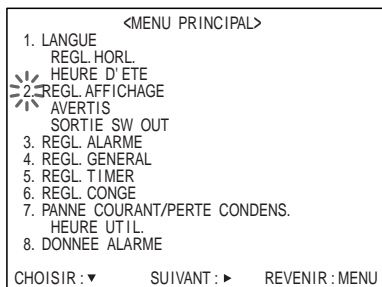 <MENU PRINCIPAL>
1. LANGUE
REGL. HORL.
HEURE D'ETE
2. REGL. AFFICHAGE
AVERTIS
SORTIE SW OUT
3. REGL. ALARME
4. REGL. GENERAL
5. REGL. TIMER
6. REGL. CONGE
7. PANNE COURANT/PERTE CONDENS.
HEURE UTIL.
8. DONNEE ALARME
CHOISIR : ▼ SUIVANT : ► REVENIR : MENU